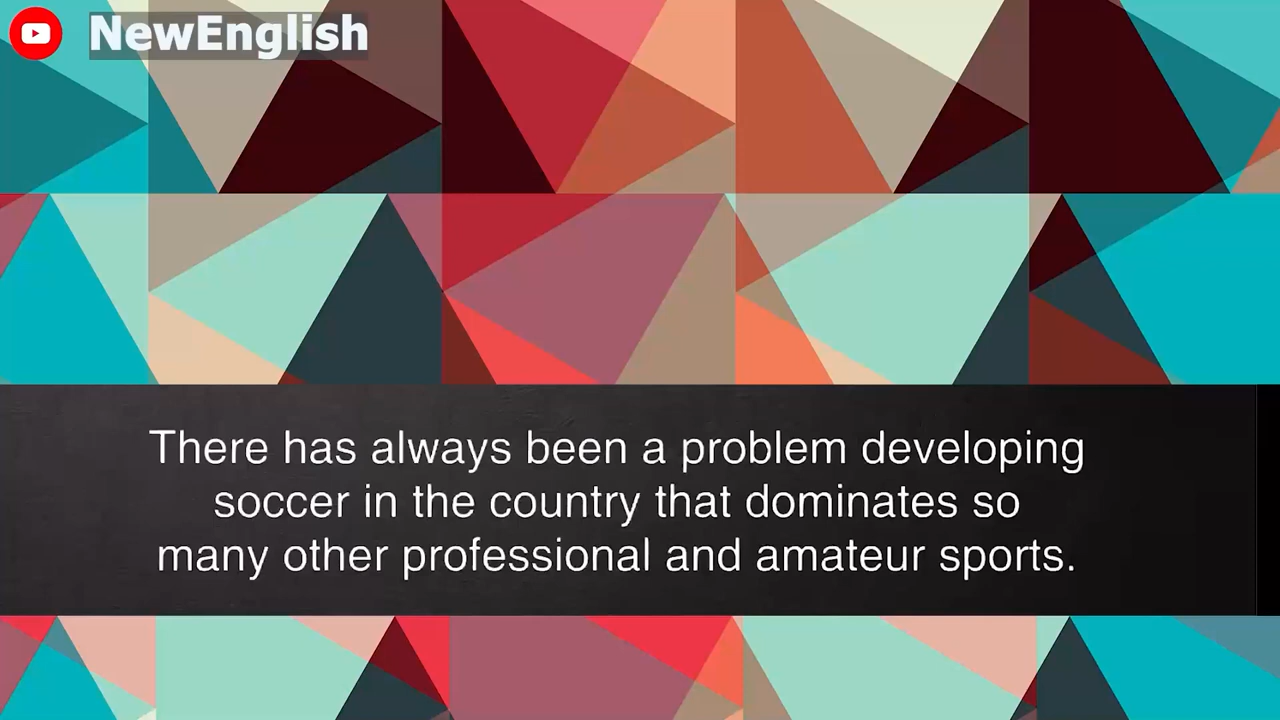 NewEnglish
There has always been a problem developing
soccer in the country that dominates so
many other professional and amateur sports.